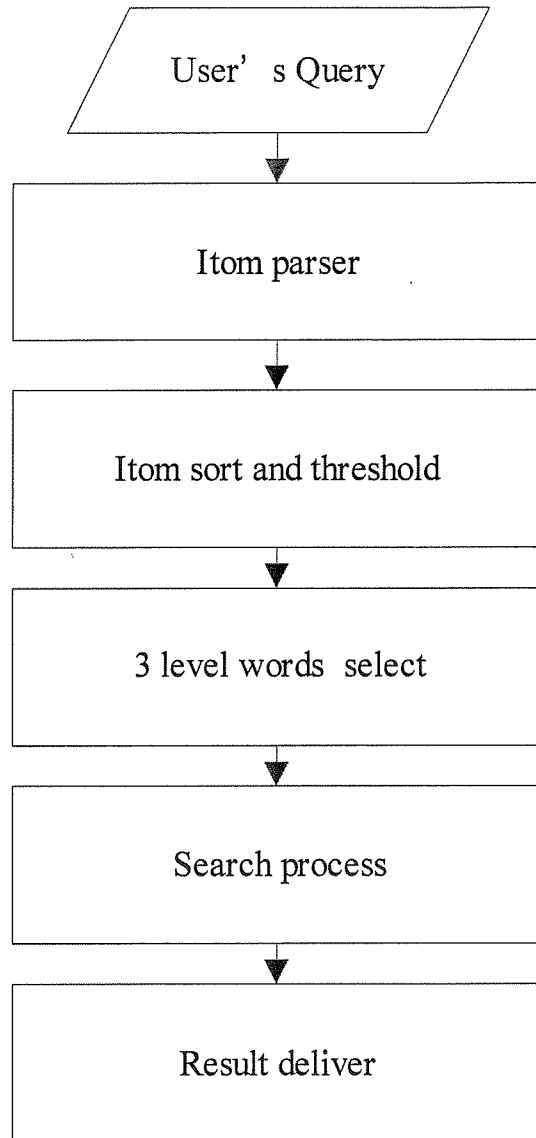 User’ s Query
Itom parser
Itom sort and threshold
3 level words select
Search process
Result deliver